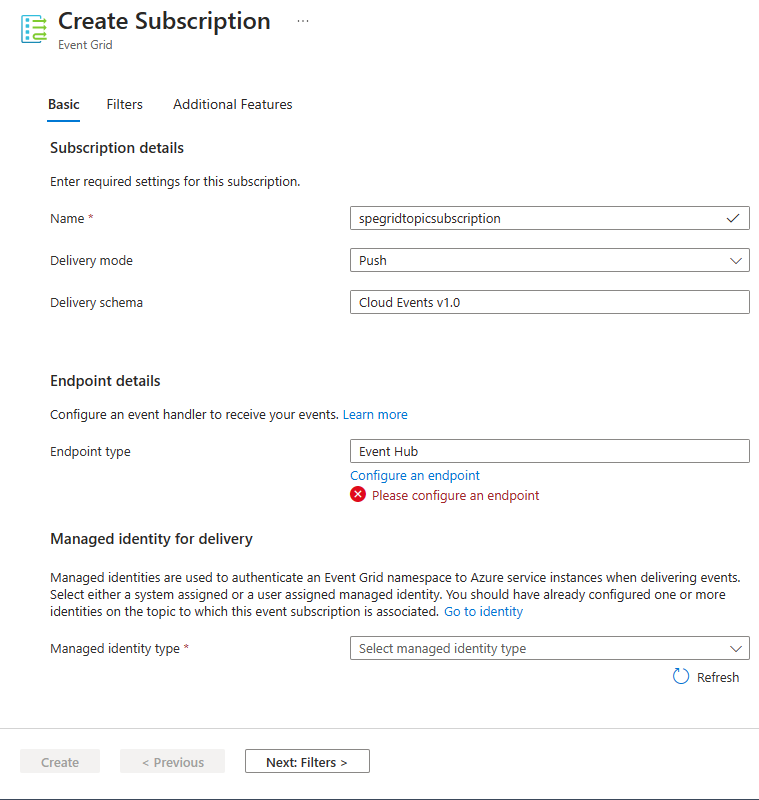 Create Subscription ...
Event Grid
Basic Filters Additional Features
Subscription details
Enter required settings for this subscription.
Name * spegridtopicsubscription
Delivery mode Push
Delivery schema Cloud Events v1.0
Endpoint details
Configure an event handler to receive your events. Learn more
Endpoint type Event Hub
Configure an endpoint
Please configure an endpoint
Managed identity for delivery
Managed identities are used to authenticate an Event Grid namespace to Azure service instances when delivering events.
Select either a system assigned or a user assigned managed identity. You should have already configured one or more
identities on the topic to which this event subscription is associated. Go to identity
Managed identity type * Select managed identity type
Refresh
Create < Previous Next: Filters >